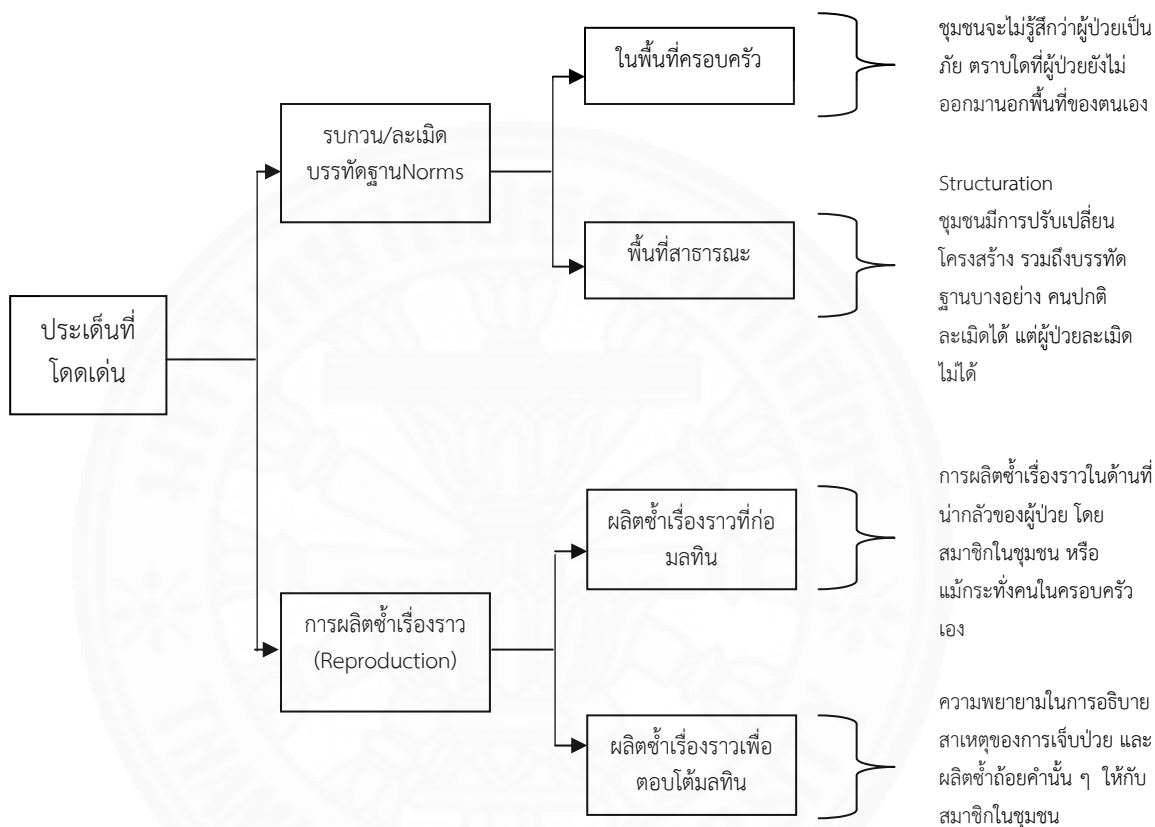 ประเด็นที่
โดดเด่น
รบกวน/ละเมิด
บรรทัดฐานNorms
ในพื้นที่ครอบครัว
ชุมชนจะไม่รู้สึกว่าผู้ป่วยเป็น
ภัย ตราบใดที่ผู้ป่วยยังไม่
ออกมานอกพื้นที่ของตนเอง
พื้นที่สาธารณะ
Structuration
ชุมชนมีการปรับเปลี่ยน
โครงสร้าง รวมถึงบรรทัด
ฐานบางอย่าง คนปกติ
ละเมิดได้ แต่ผู้ป่วยละเมิด
ไม่ได้
การผลิตซ้ำเรื่องราว
(Reproduction)
ผลิตซ้ำเรื่องราวที่ก่อ
มลทิน
การผลิตซ้ำเรื่องราวในด้านที่
น่ากลัวของผู้ป่วย โดย
สมาชิกในชุมชน หรือ
แม้กระทั่งคนในครอบครัว
เอง
ผลิตซ้ำเรื่องราวเพื่อ
ตอบโต้มลทิน
ความพยายามในการอธิบาย
สาเหตุของการเจ็บป่วย และ
ผลิตซ้ำถ้อยคำนั้น ๆ ให้กับ
สมาชิกในชุมชน